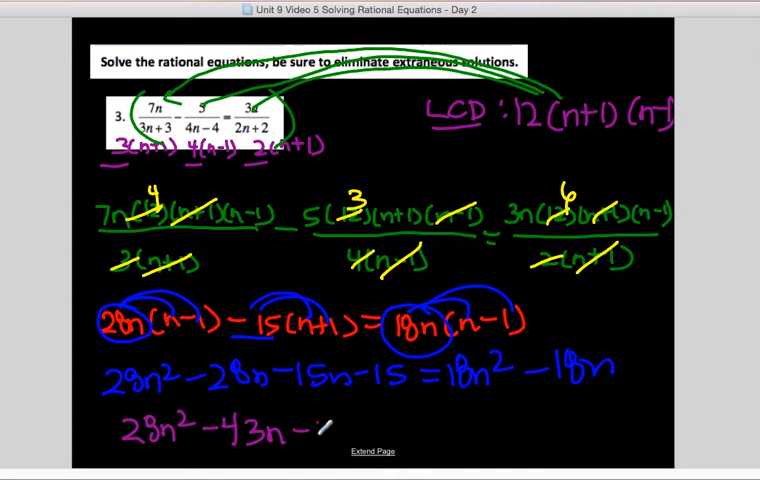 Unit 9 Video 5 Solving Rational Equations - Day 2
Solve the rational equations, be sure to eliminate extraneous solutions.
3. 7n/(3n+3) - 5/(4n-4) = 3n/(2n+2)
LCD: 12(n+1)(n-1)
3(n+1) 4(n-1) 2(n+1)
4 3 6
7n(12)(n+1)(n-1)/3(n+1) - 5(12)(n+1)(n-1)/4(n-1) = 3n(12)(n+1)(n-1)/2(n+1)
28n(n-1) - 15(n+1) = 18n(n-1)
28n² - 28n - 15n - 15 = 18n² - 18n
28n² - 43n -
Extend Page